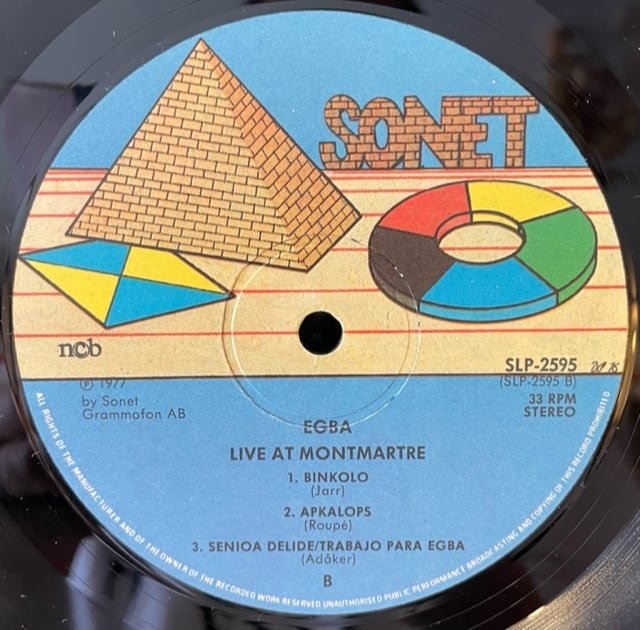 SONET
ncb
SLP-2595
℗ 1977
(SLP-2595 B)
by Sonet
33 RPM
Grammofon AB
STEREO
EGBA
LIVE AT MONTMARTRE
1. BINKOLO
(Jarr)
2. APKALOPS
(Roupé)
3. SENIOA DELIDE/TRABAJO PARA EGBA
(Adåker)
B
ALL RIGHTS OF THE MANUFACTURER AND OF THE OWNER OF THE RECORDED WORK RESERVED UNAUTHORISED PUBLIC PERFORMANCE BROADCASTING AND COPYING OF THIS RECORD PROHIBITED